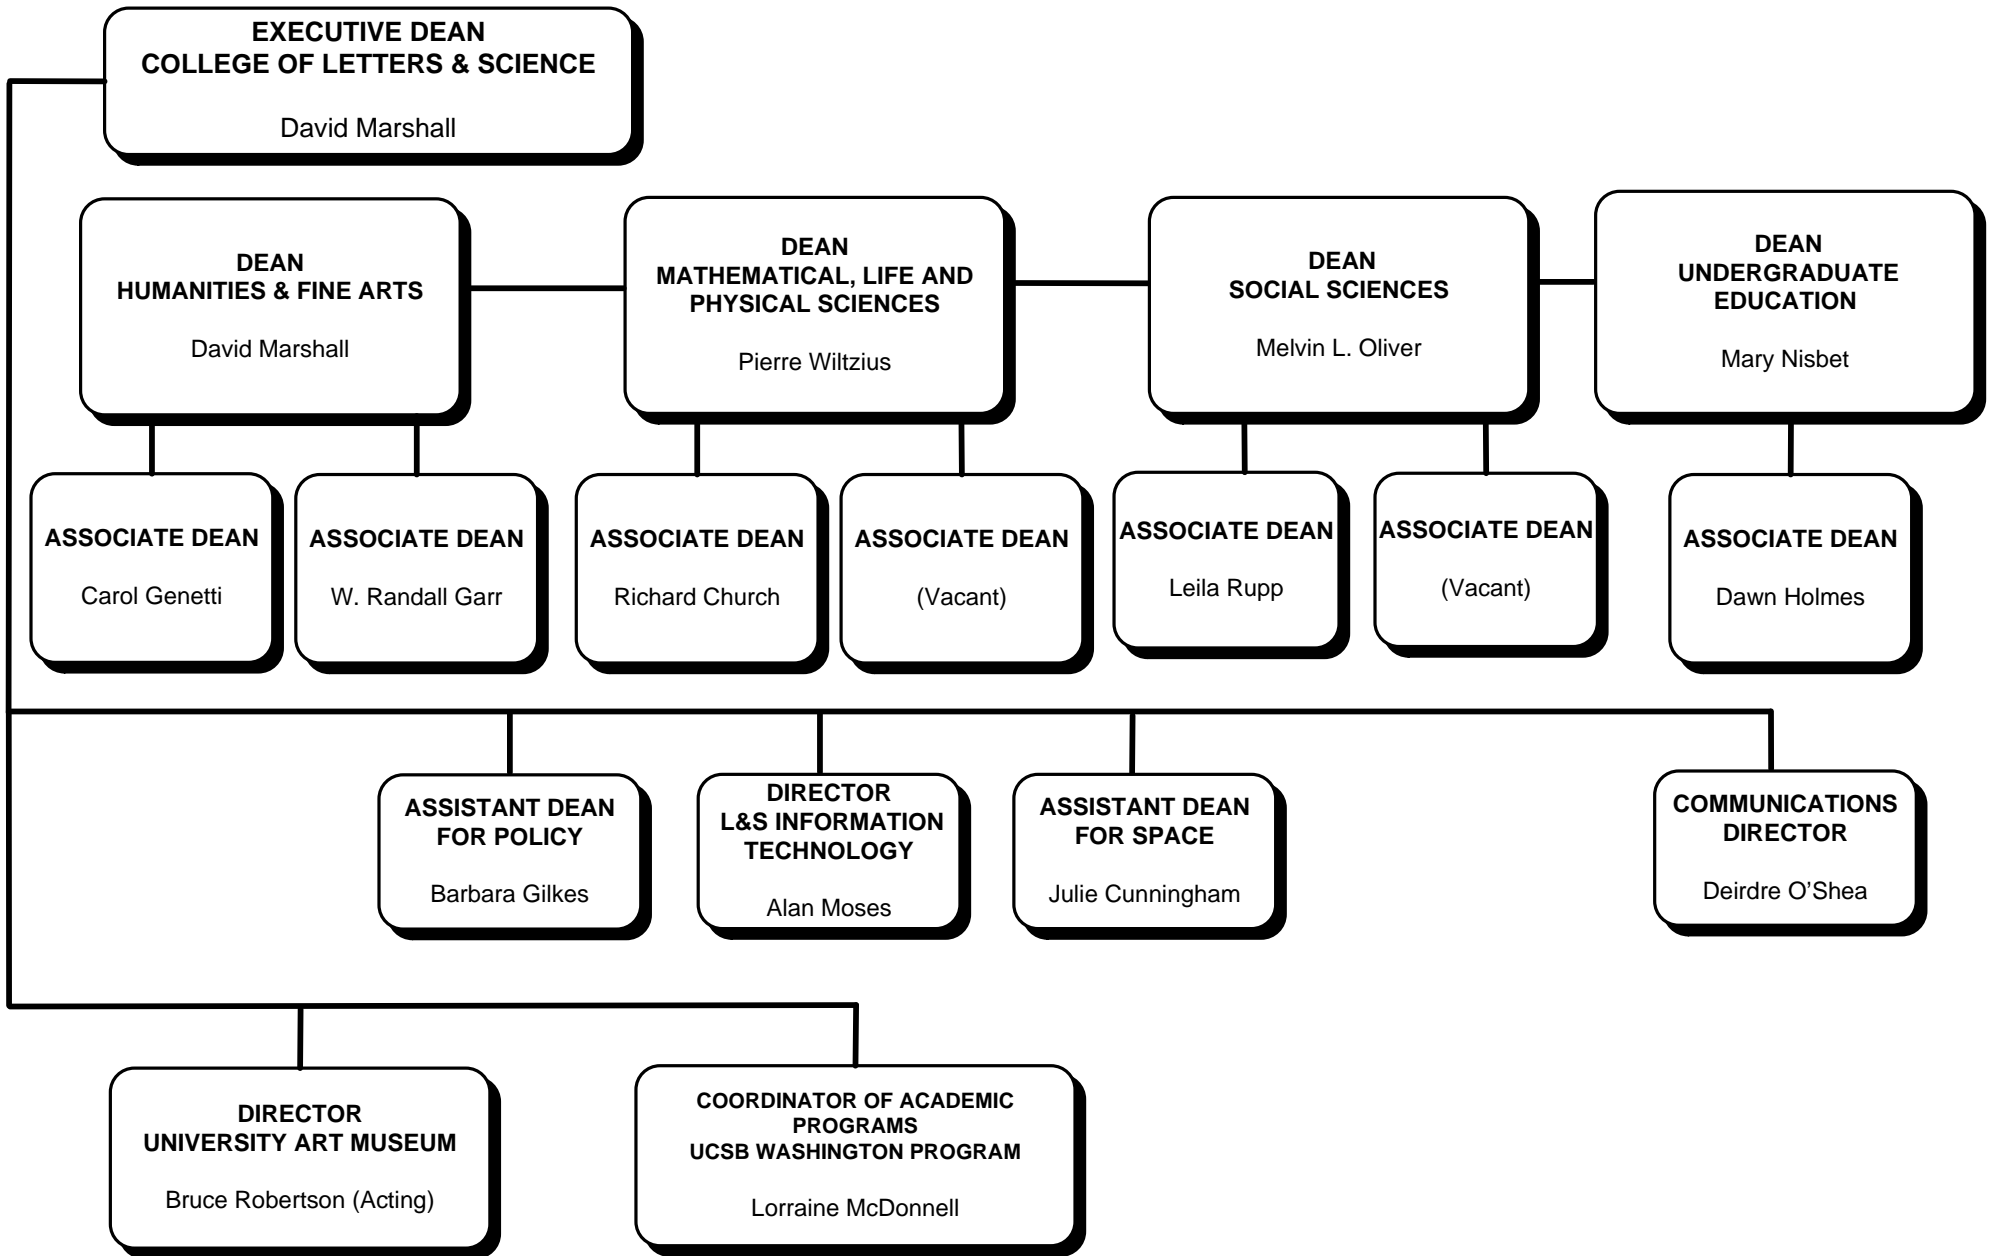 EXECUTIVE DEAN
COLLEGE OF LETTERS & SCIENCE
David Marshall
DEAN
HUMANITIES & FINE ARTS
David Marshall
DEAN
MATHEMATICAL, LIFE AND
PHYSICAL SCIENCES
Pierre Wiltzius
DEAN
SOCIAL SCIENCES
Melvin L. Oliver
DEAN
UNDERGRADUATE
EDUCATION
Mary Nisbet
ASSOCIATE DEAN
Carol Genetti
ASSOCIATE DEAN
W. Randall Garr
ASSOCIATE DEAN
Richard Church
ASSOCIATE DEAN
(Vacant)
ASSOCIATE DEAN
Leila Rupp
ASSOCIATE DEAN
(Vacant)
ASSOCIATE DEAN
Dawn Holmes
ASSISTANT DEAN
FOR POLICY
Barbara Gilkes
DIRECTOR
L&S INFORMATION
TECHNOLOGY
Alan Moses
ASSISTANT DEAN
FOR SPACE
Julie Cunningham
COMMUNICATIONS
DIRECTOR
Deirdre O’Shea
DIRECTOR
UNIVERSITY ART MUSEUM
Bruce Robertson (Acting)
COORDINATOR OF ACADEMIC
PROGRAMS
UCSB WASHINGTON PROGRAM
Lorraine McDonnell